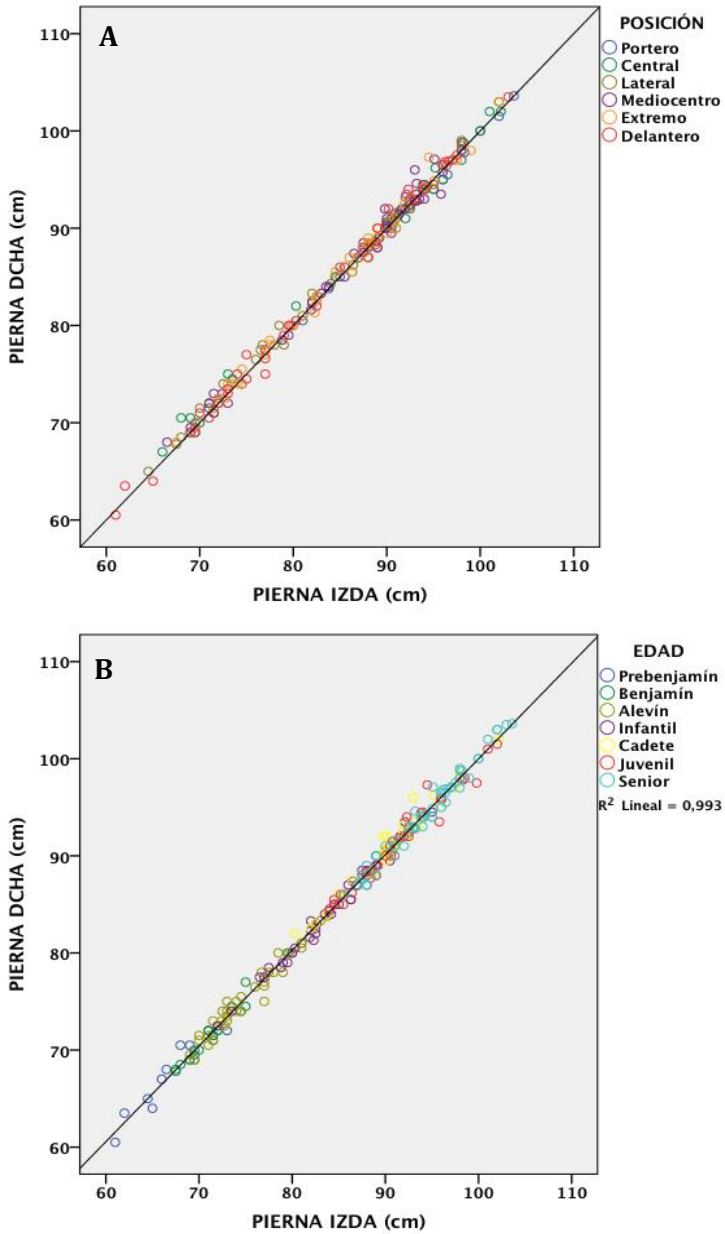 A
POSICIÓN
Portero
Central
Lateral
Mediocentro
Extremo
Delantero
PIERNA DCHA (cm)
110
100
90
80
70
60
60 70 80 90 100 110
PIERNA IZDA (cm)
B
EDAD
Prebenjamín
Benjamín
Alevín
Infantil
Cadete
Juvenil
Senior
R² Lineal = 0,993
PIERNA DCHA (cm)
110
100
90
80
70
60
60 70 80 90 100 110
PIERNA IZDA (cm)